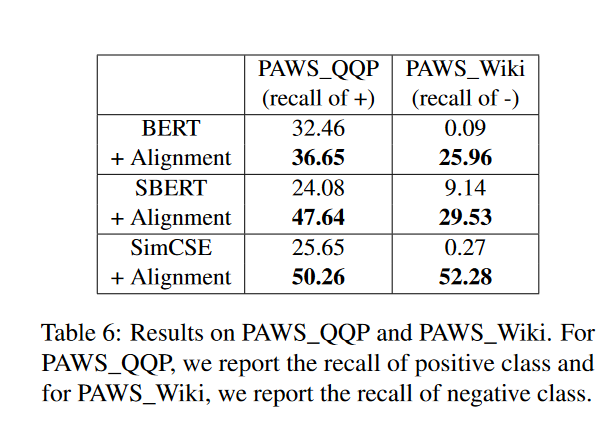 PAWS_QQP PAWS_Wiki
(recall of +) (recall of -)
BERT 32.46 0.09
+ Alignment 36.65 25.96
SBERT 24.08 9.14
+ Alignment 47.64 29.53
SimCSE 25.65 0.27
+ Alignment 50.26 52.28
Table 6: Results on PAWS_QQP and PAWS_Wiki. For
PAWS_QQP, we report the recall of positive class and
for PAWS_Wiki, we report the recall of negative class.